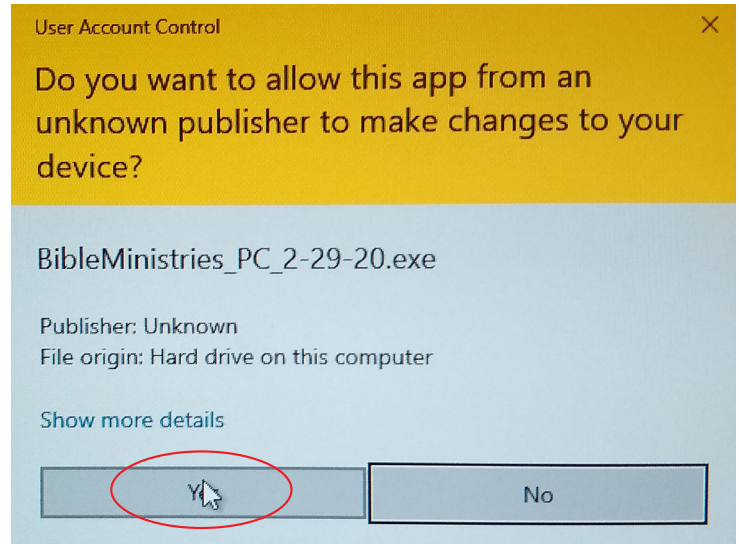 User Account Control
Do you want to allow this app from an
unknown publisher to make changes to your
device?
BibleMinistries_PC_2-29-20.exe
Publisher: Unknown
File origin: Hard drive on this computer
Show more details
No